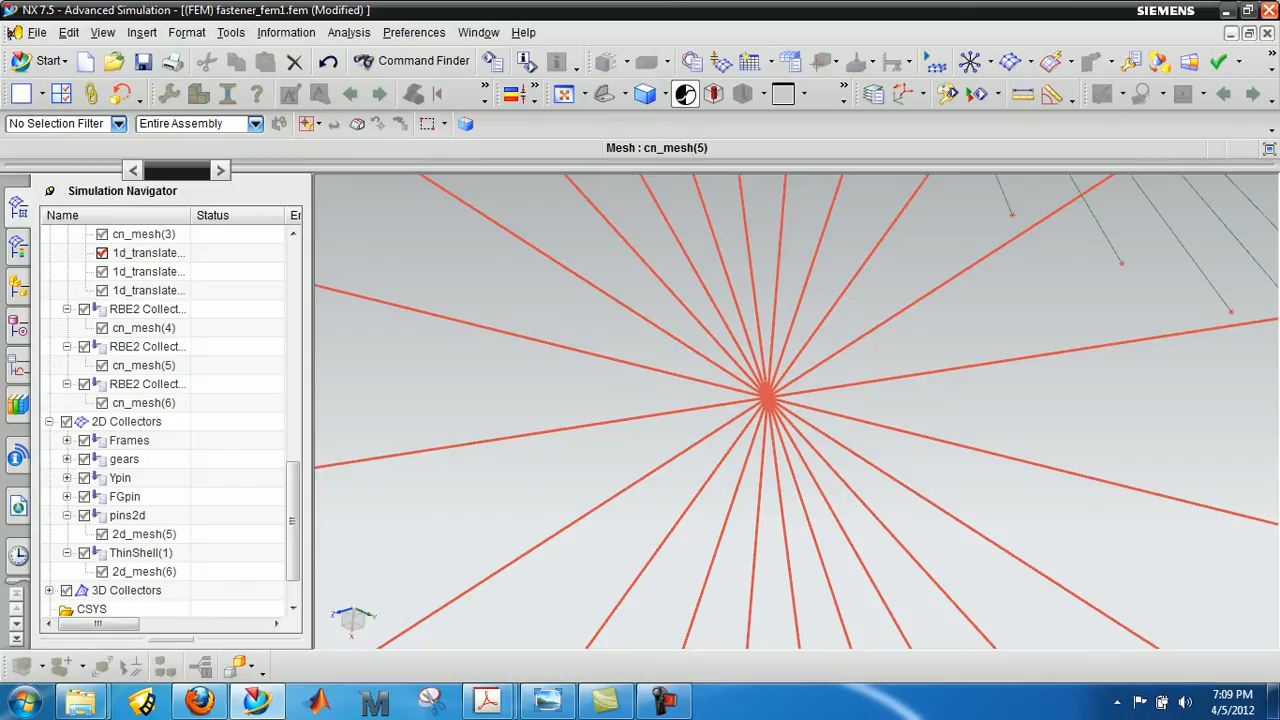 NX 7.5 - Advanced Simulation - [(FEM) fastener_fem1.fem (Modified) ]
SIEMENS
File Edit View Insert Format Tools Information Analysis Preferences Window Help
Start
Command Finder
No Selection Filter
Entire Assembly
Mesh : cn_mesh(5)
Simulation Navigator
Name Status Er
cn_mesh(3)
1d_translate...
1d_translate...
1d_translate...
RBE2 Collect...
cn_mesh(4)
RBE2 Collect...
cn_mesh(5)
RBE2 Collect...
cn_mesh(6)
2D Collectors
Frames
gears
Ypin
FGpin
pins2d
2d_mesh(5)
ThinShell(1)
2d_mesh(6)
3D Collectors
CSYS
Z Y
X
7:09 PM
4/5/2012